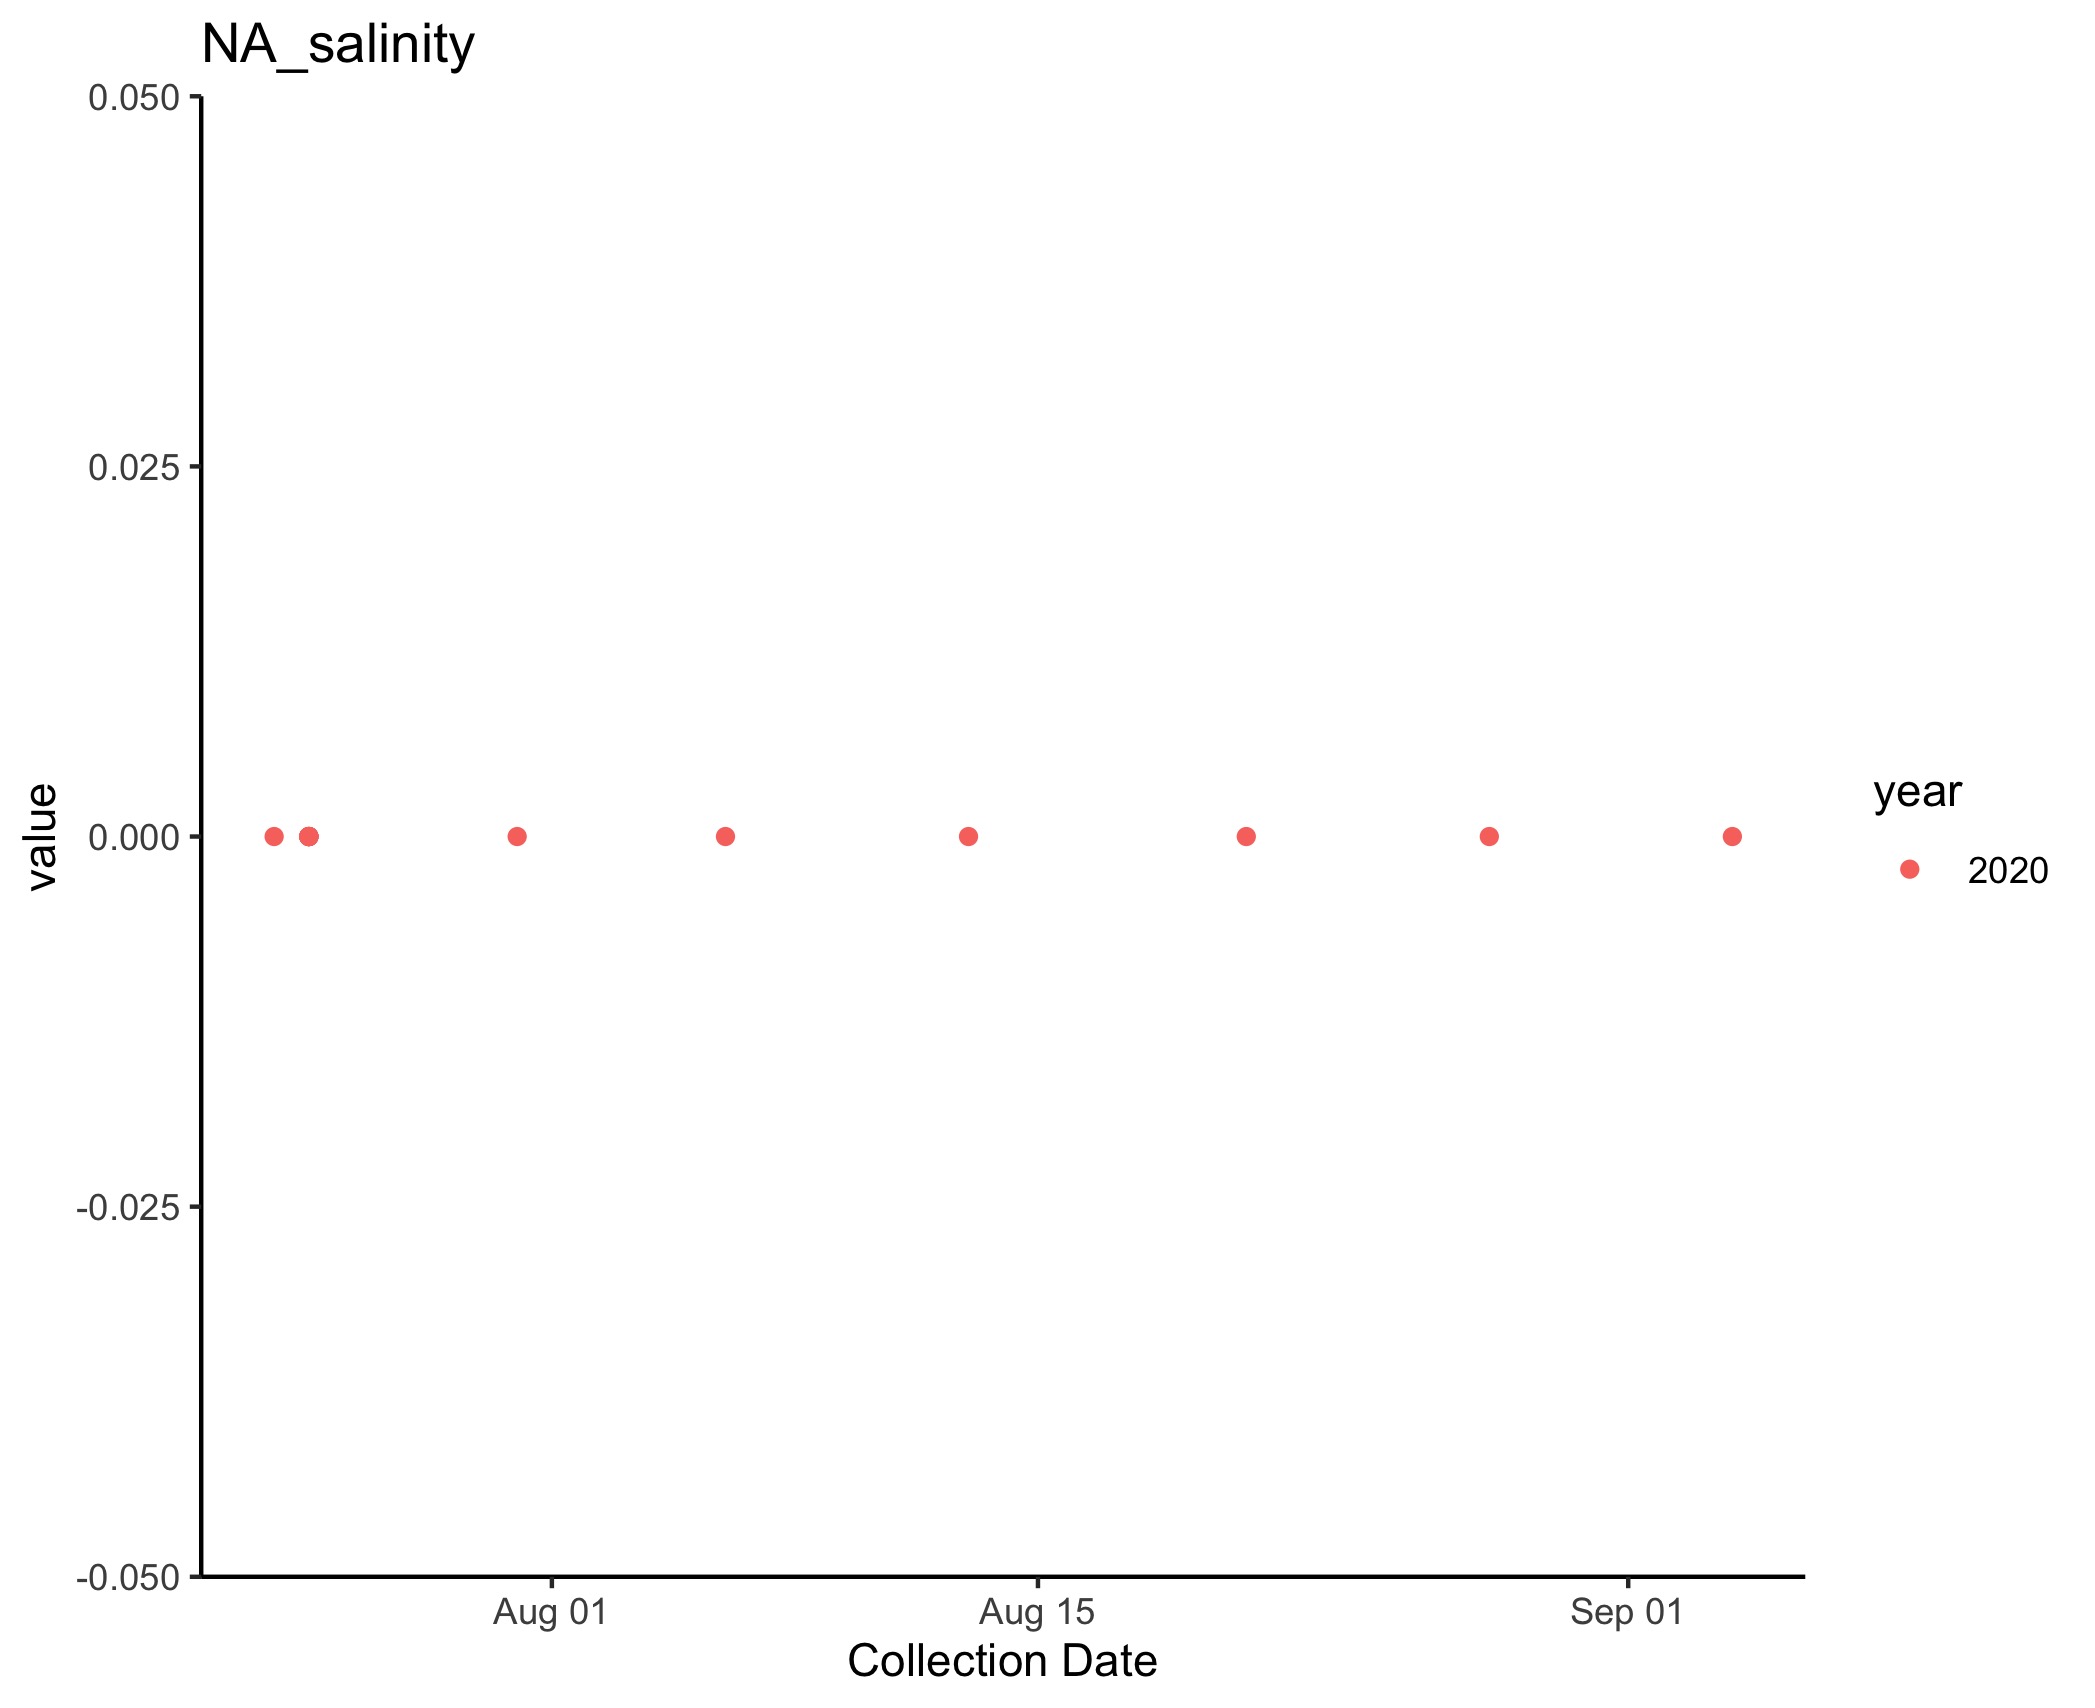 NA_salinity
0.050
0.025
0.000
-0.025
-0.050
value
Aug 01
Aug 15
Sep 01
Collection Date
year
2020